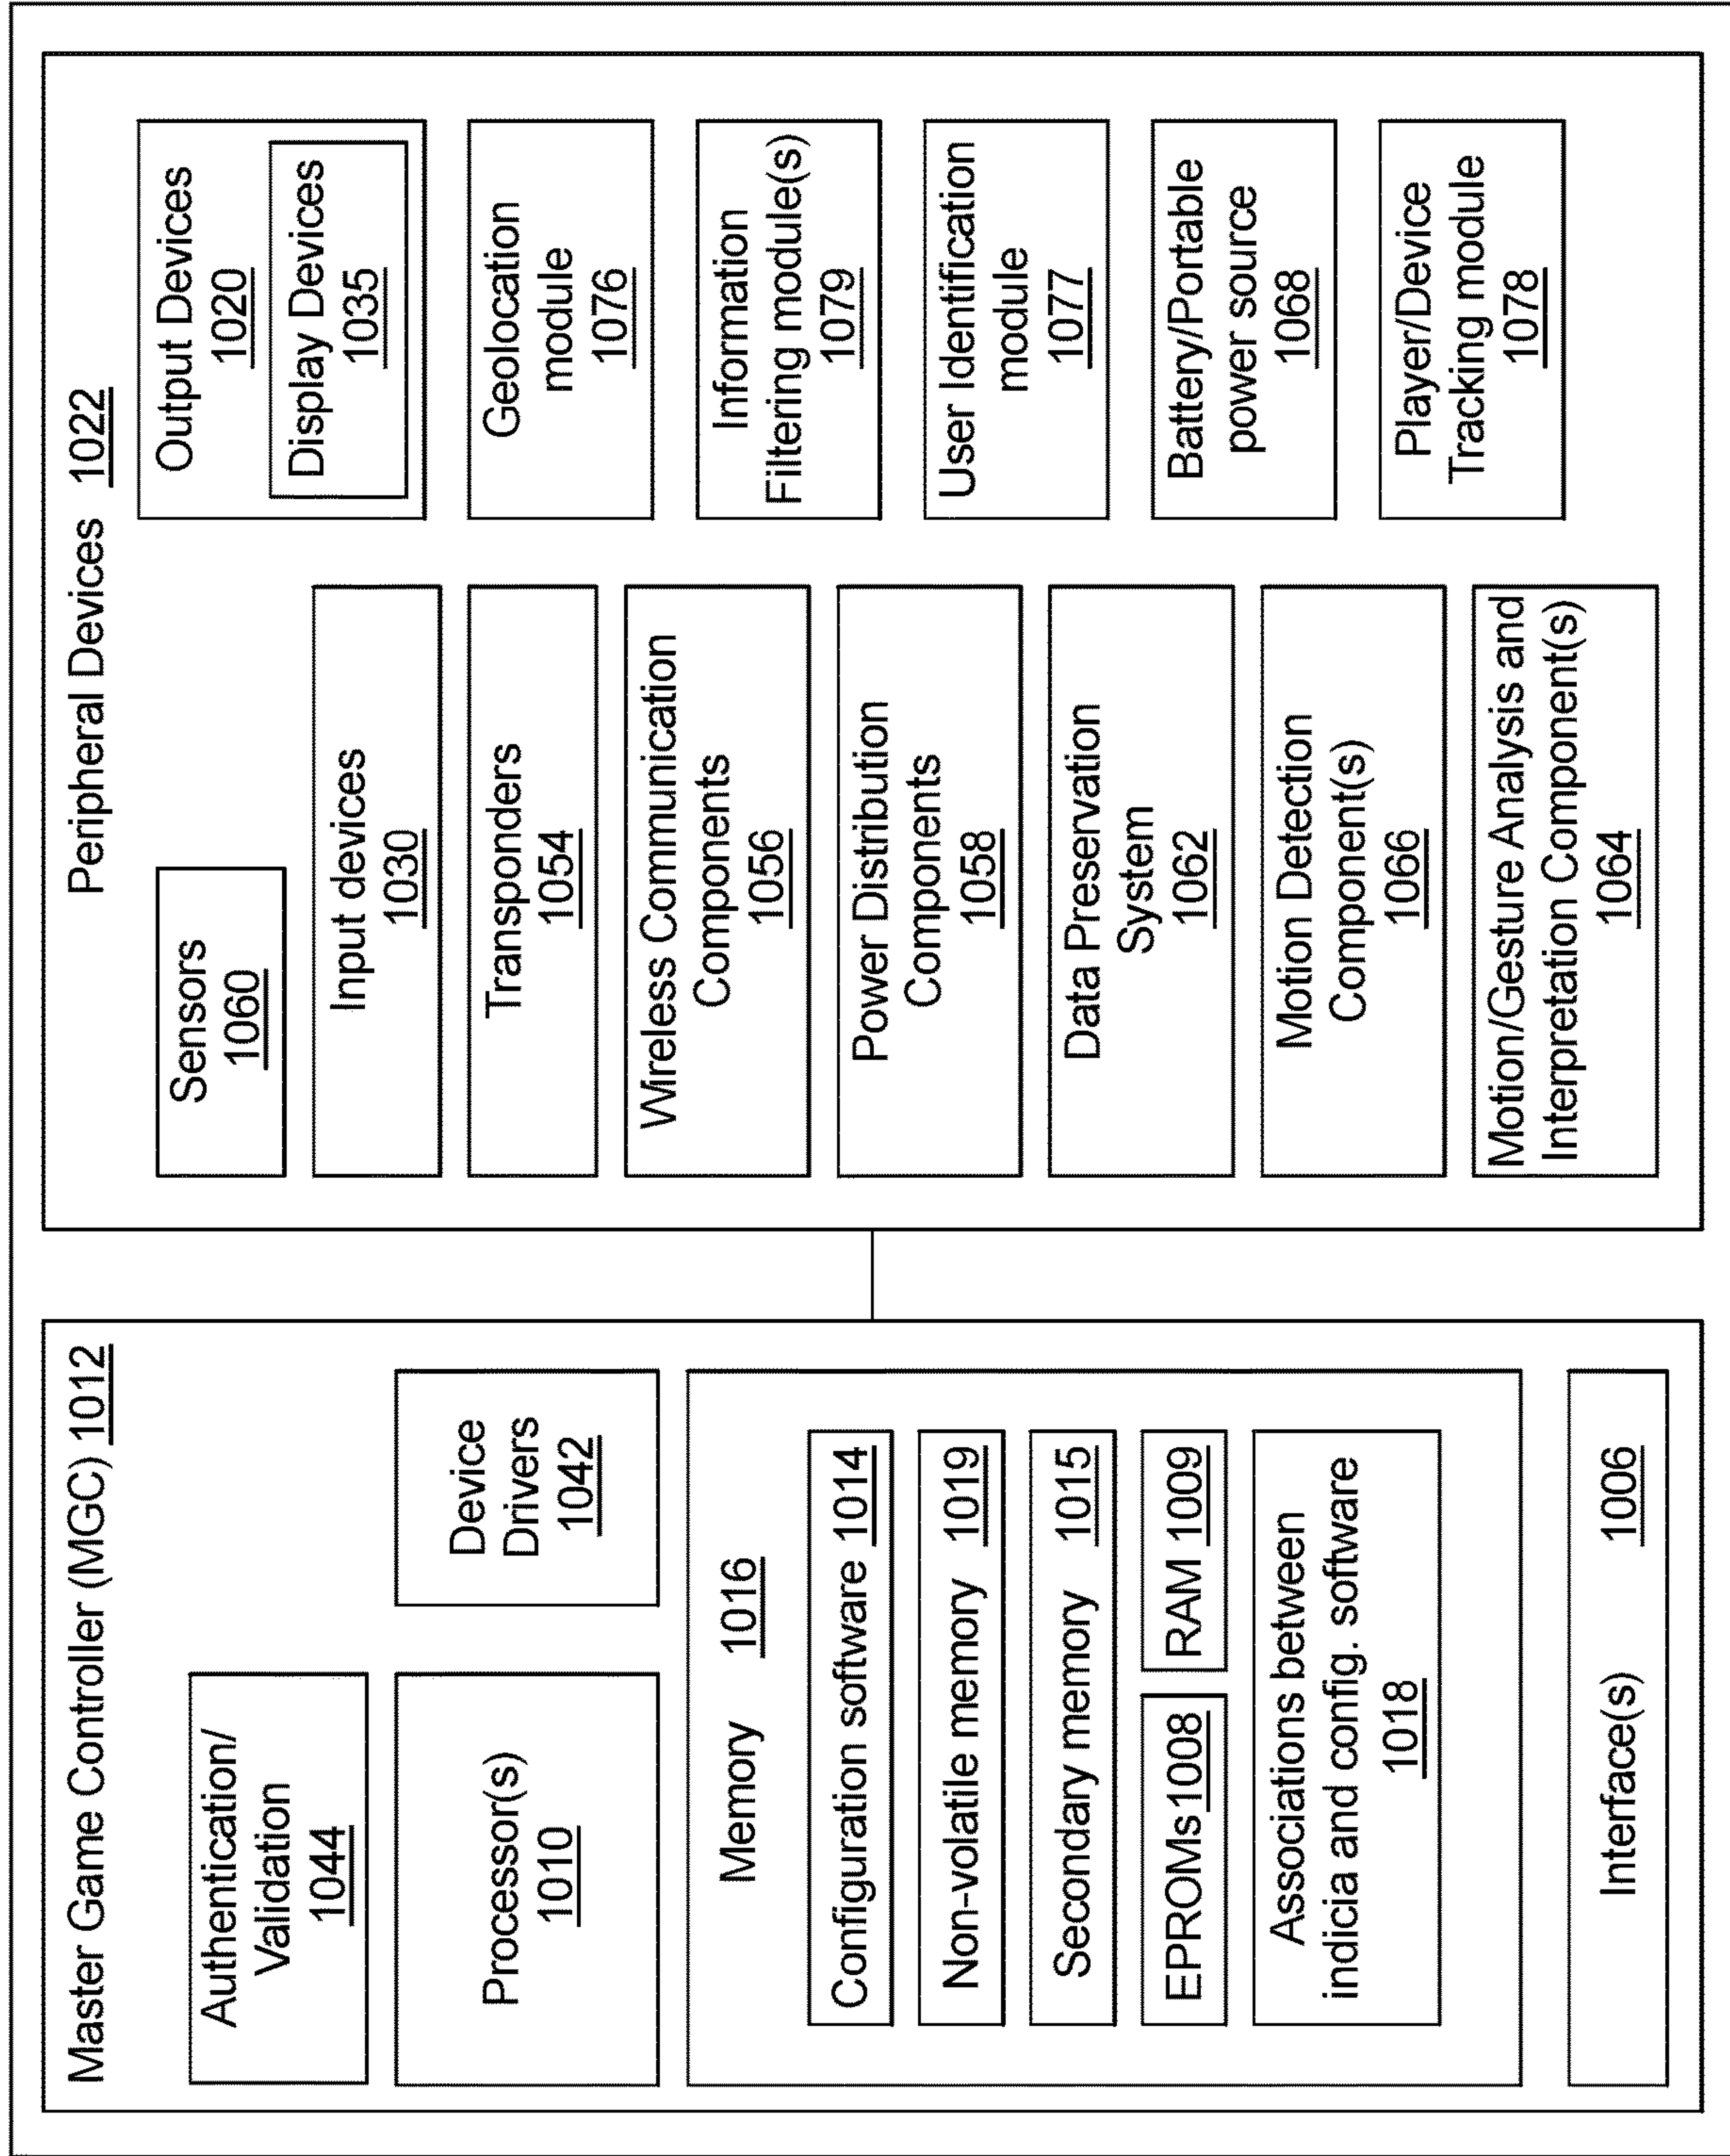 Master Game Controller (MGC) 1012
Authentication/
Validation
1044
Processor(s)
1010
Device
Drivers
1042
Memory 1016
Configuration software 1014
Non-volatile memory 1019
Secondary memory 1015
EPROMs 1008
RAM 1009
Associations between
indicia and config. software
1018
Interface(s) 1006
Peripheral Devices 1022
Sensors
1060
Input devices
1030
Transponders
1054
Wireless Communication
Components
1056
Power Distribution
Components
1058
Data Preservation
System
1062
Motion Detection
Component(s)
1066
Motion/Gesture Analysis and
Interpretation Component(s)
1064
Output Devices
1020
Display Devices
1035
Geolocation
module
1076
Information
Filtering module(s)
1079
User Identification
module
1077
Battery/Portable
power source
1068
Player/Device
Tracking module
1078